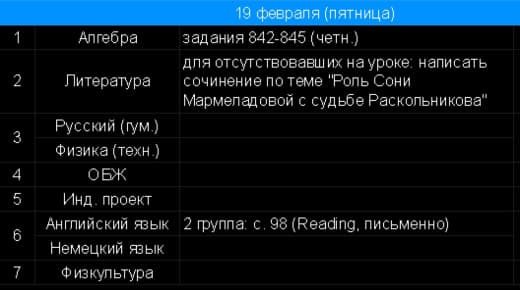 19 февраля (пятница)
1 Алгебра задания 842-845 (четн.)
для отсутствовавших на уроке: написать
2 Литература сочинение по теме "Роль Сони
Мармеладовой с судьбе Раскольникова"
3 Русский (гум.)
Физика (техн.)
4 ОБЖ
5 Инд. проект
6 Английский язык 2 группа: с. 98 (Reading, письменно)
Немецкий язык
7 Физкультура